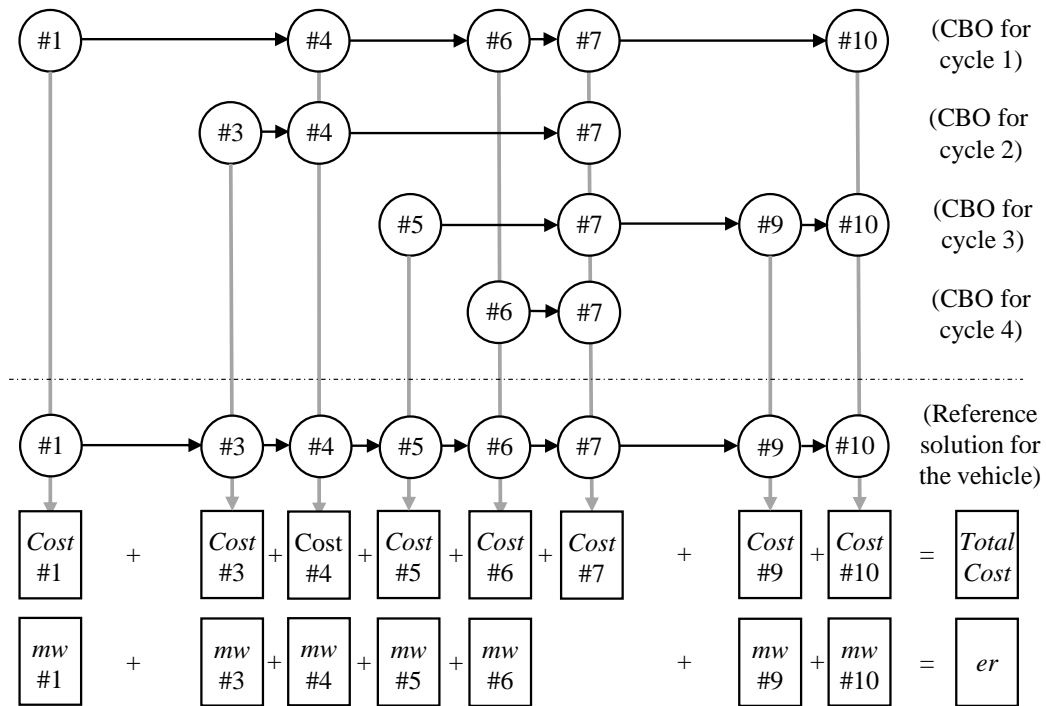 #1 #4 #6 #7 #10 (CBO for
cycle 1)
#3 #4 #7 (CBO for
cycle 2)
#5 #7 #9 #10 (CBO for
cycle 3)
#6 #7 (CBO for
cycle 4)
#1 #3 #4 #5 #6 #7 #9 #10 (Reference
solution for
the vehicle)
Cost + Cost + Cost + Cost + Cost + Cost + Cost + Cost = Total
#1 #3 #4 #5 #6 #7 #9 #10 Cost
mw + mw + mw + mw + mw + mw + mw = er
#1 #3 #4 #5 #6 #9 #10